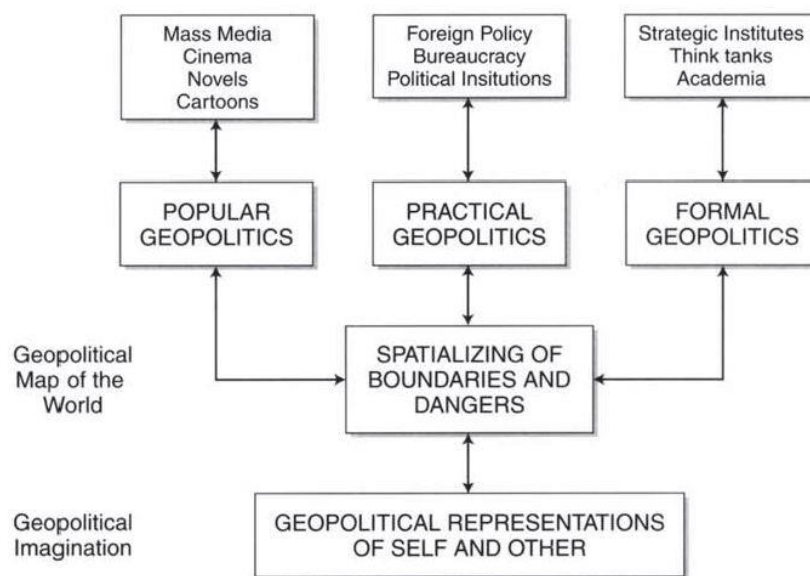 Mass Media
Cinema
Novels
Cartoons
Foreign Policy
Bureaucracy
Political Insitutions
Strategic Institutes
Think tanks
Academia
POPULAR
GEOPOLITICS
PRACTICAL
GEOPOLITICS
FORMAL
GEOPOLITICS
Geopolitical
Map of the
World
SPATIALIZING OF
BOUNDARIES AND
DANGERS
Geopolitical
Imagination
GEOPOLITICAL REPRESENTATIONS
OF SELF AND OTHER